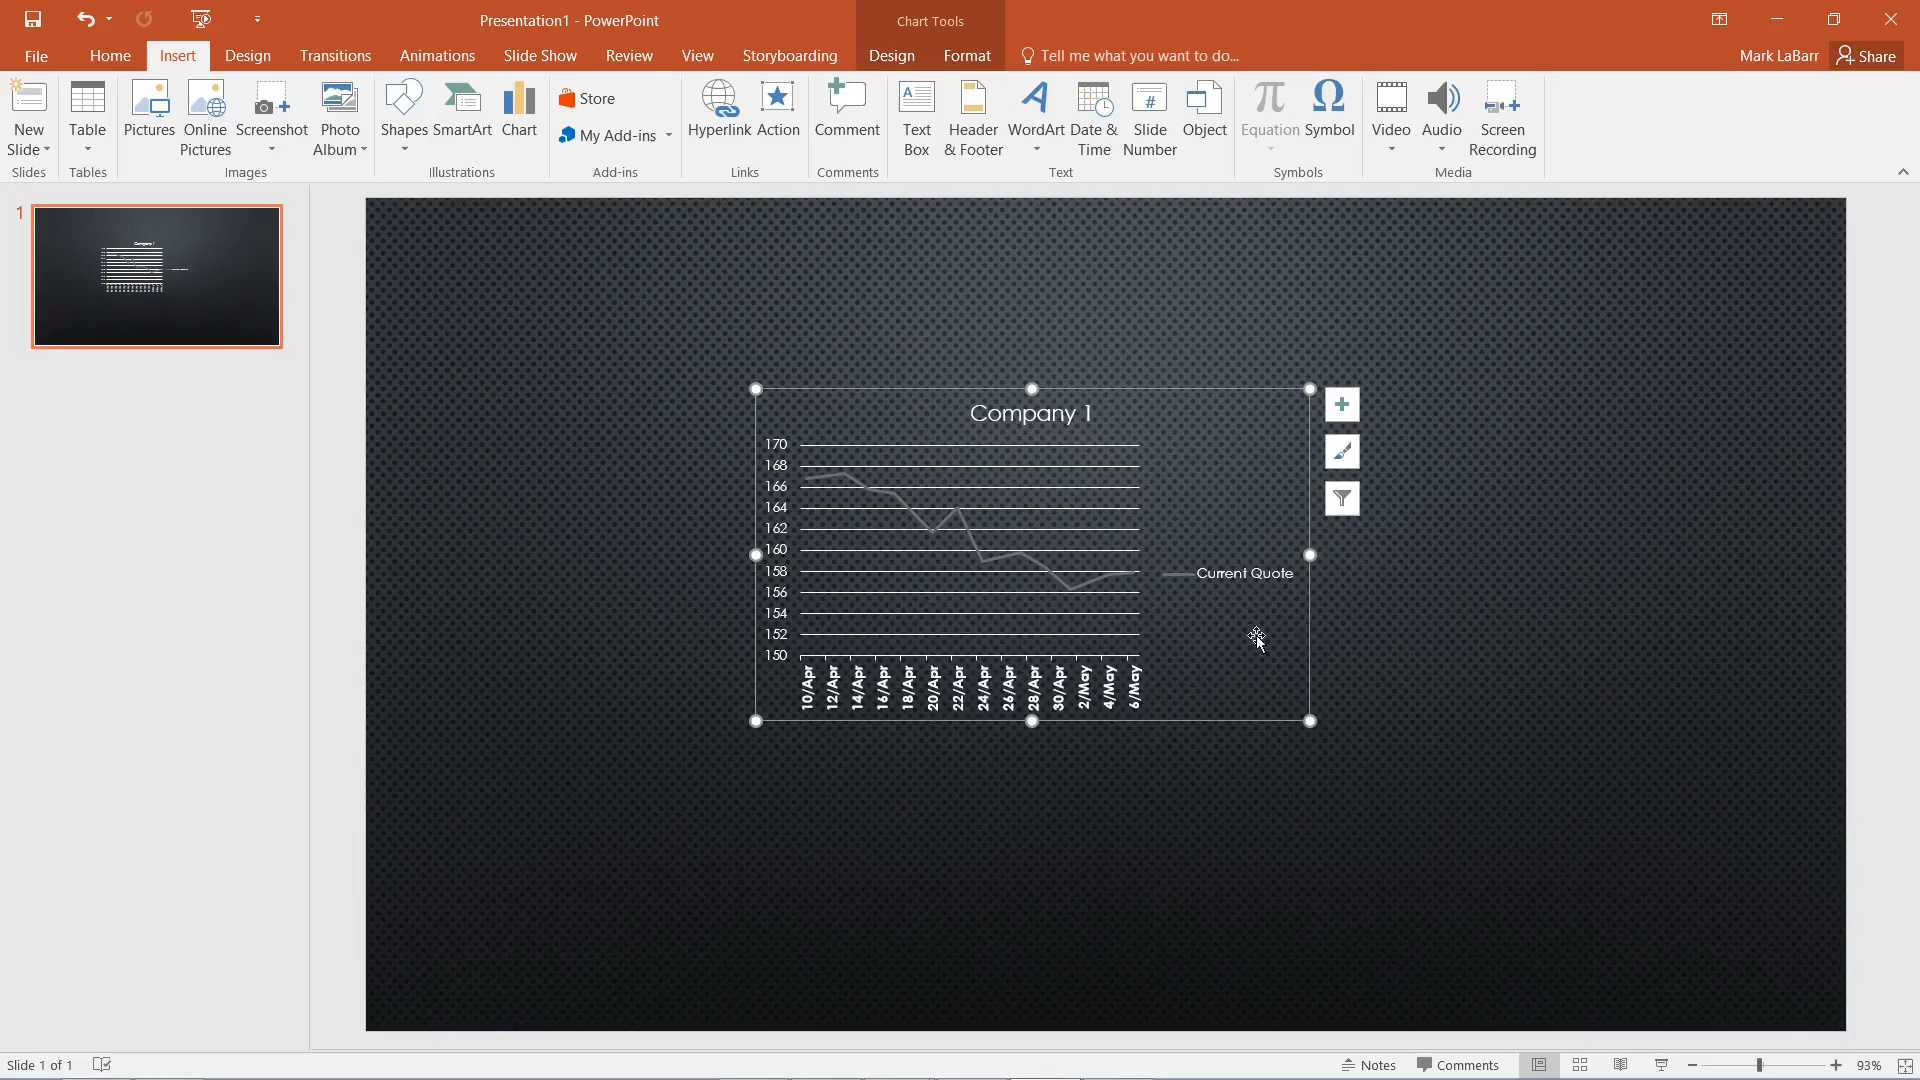 Presentation1 - PowerPoint
Chart Tools
File Home Insert Design Transitions Animations Slide Show Review View Storyboarding Design Format Tell me what you want to do... Mark LaBarr Share
New Slide
Table
Pictures
Online Pictures
Screenshot
Photo Album
Shapes
SmartArt
Chart
Store
My Add-ins
Hyperlink
Action
Comment
Text Box
Header & Footer
WordArt
Date & Time
Slide Number
Object
Equation
Symbol
Video
Audio
Screen Recording
Slides Tables Images Illustrations Add-ins Links Comments Text Symbols Media
1
Company 1
170
168
166
164
162
160
158
156
154
152
150
10/Apr 12/Apr 14/Apr 16/Apr 18/Apr 20/Apr 22/Apr 24/Apr 26/Apr 28/Apr 30/Apr 2/May 4/May 6/May
Current Quote
Slide 1 of 1 Notes Comments 93%